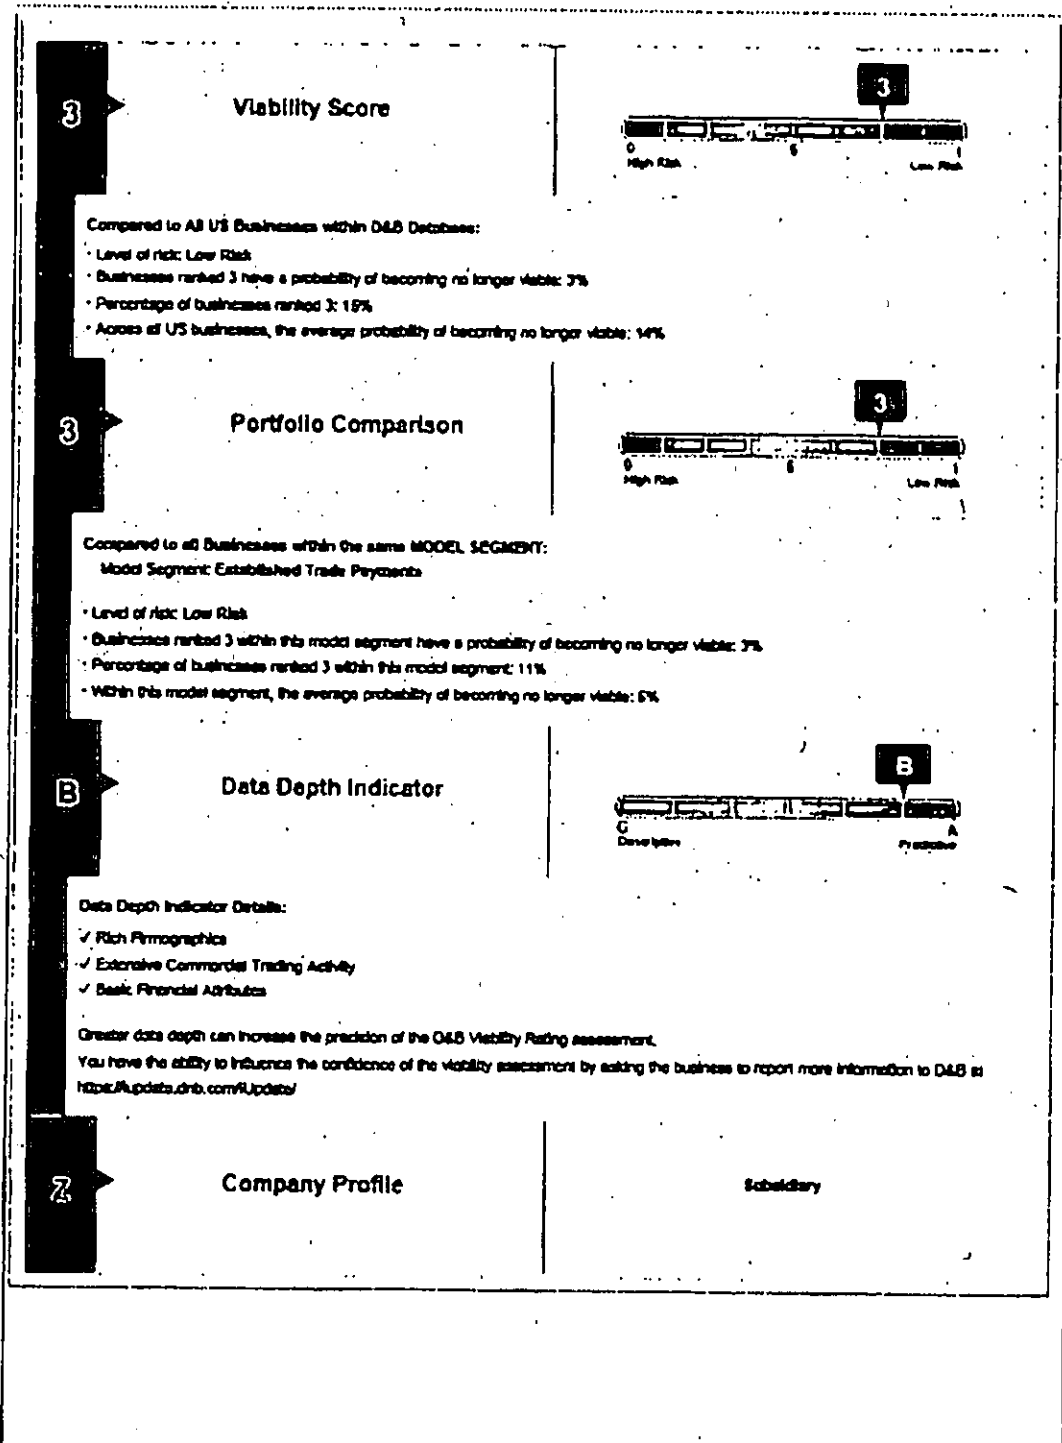 3
Viability Score
3
0
5
1
High Risk
Low Risk
Compared to All US Businesses within D&B Database:
· Level of risk: Low Risk
· Businesses ranked 3 have a probability of becoming no longer viable: 3%
· Percentage of businesses ranked 3: 15%
· Across all US businesses, the average probability of becoming no longer viable: 14%
3
Portfolio Comparison
3
1
High Risk
Low Risk
Compared to all Businesses within the same MODEL SEGMENT:
Model Segment: Established Trade Payments
· Level of risk: Low Risk
· Businesses ranked 3 within this model segment have a probability of becoming no longer viable: 3%
· Percentage of businesses ranked 3 within this model segment: 11%
· Within this model segment, the average probability of becoming no longer viable: 5%
B
Data Depth Indicator
B
G
A
Descriptive
Predictive
Data Depth Indicator Details:
✓ Rich Firmographics
✓ Extensive Commercial Trading Activity
✓ Basic Financial Attributes
Greater data depth can increase the precision of the D&B Viability Rating assessment.
You have the ability to influence the confidence of the viability assessment by asking the business to report more information to D&B at
https://iupdate.dnb.com/iUpdate/
Z
Company Profile
Subsidiary